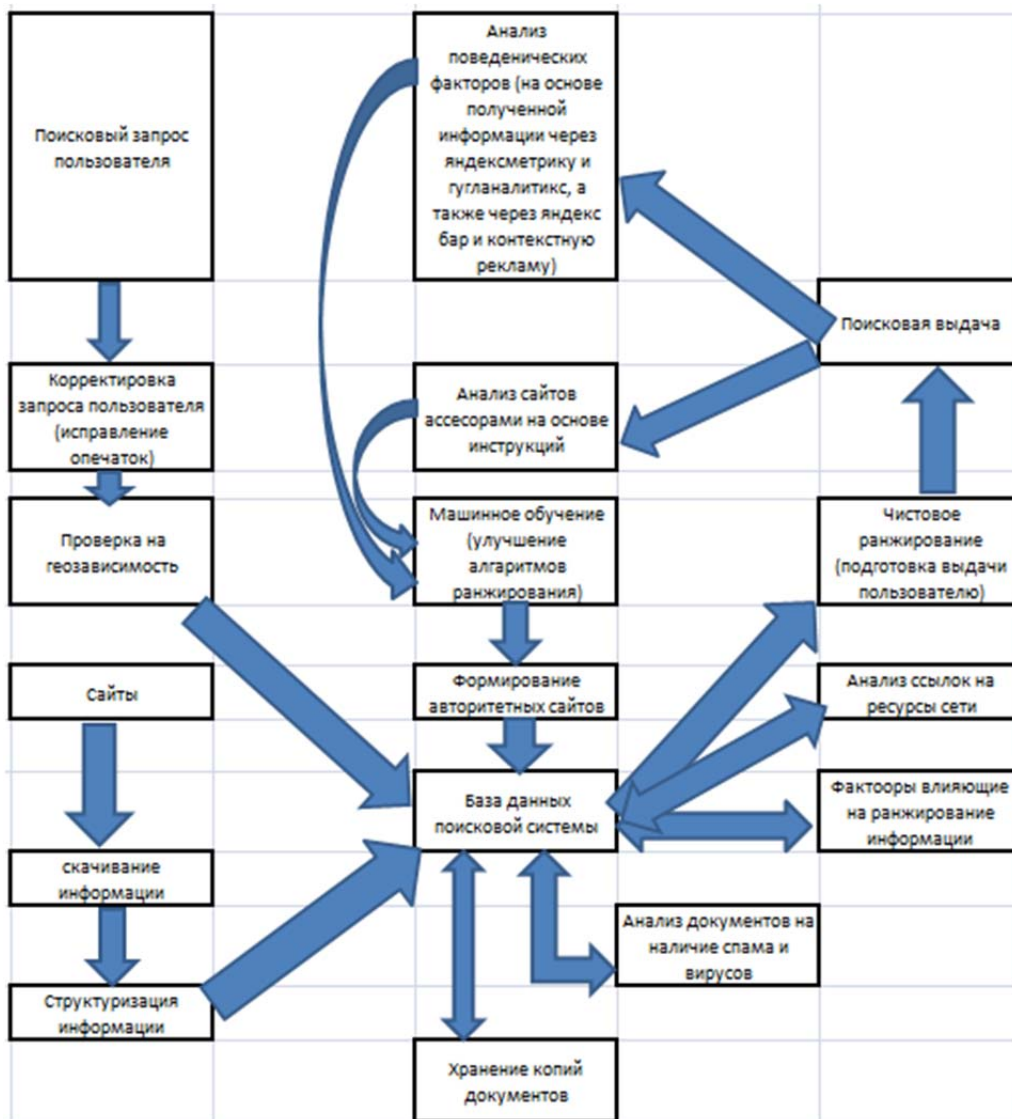 Поисковый запрос
пользователя
Анализ
поведенических
факторов (на основе
полученной
информации через
яндексметрику и
гугланалитикс, а
также через яндекс
бар и контекстную
рекламу)
Поисковая выдача
Корректировка
запроса пользователя
(исправление
опечаток)
Анализ сайтов
ассесорами на основе
инструкций
Проверка на
геозависимость
Машинное обучение
(улучшение
алгаритмов
ранжирования)
Чистовое
ранжирование
(подготовка выдачи
пользователю)
Сайты
Формирование
авторитетных сайтов
Анализ ссылок на
ресурсы сети
База данных
поисковой системы
Фактооры влияющие
на ранжирование
информации
скачивание
информации
Анализ документов на
наличие спама и
вирусов
Структуризация
информации
Хранение копий
документов